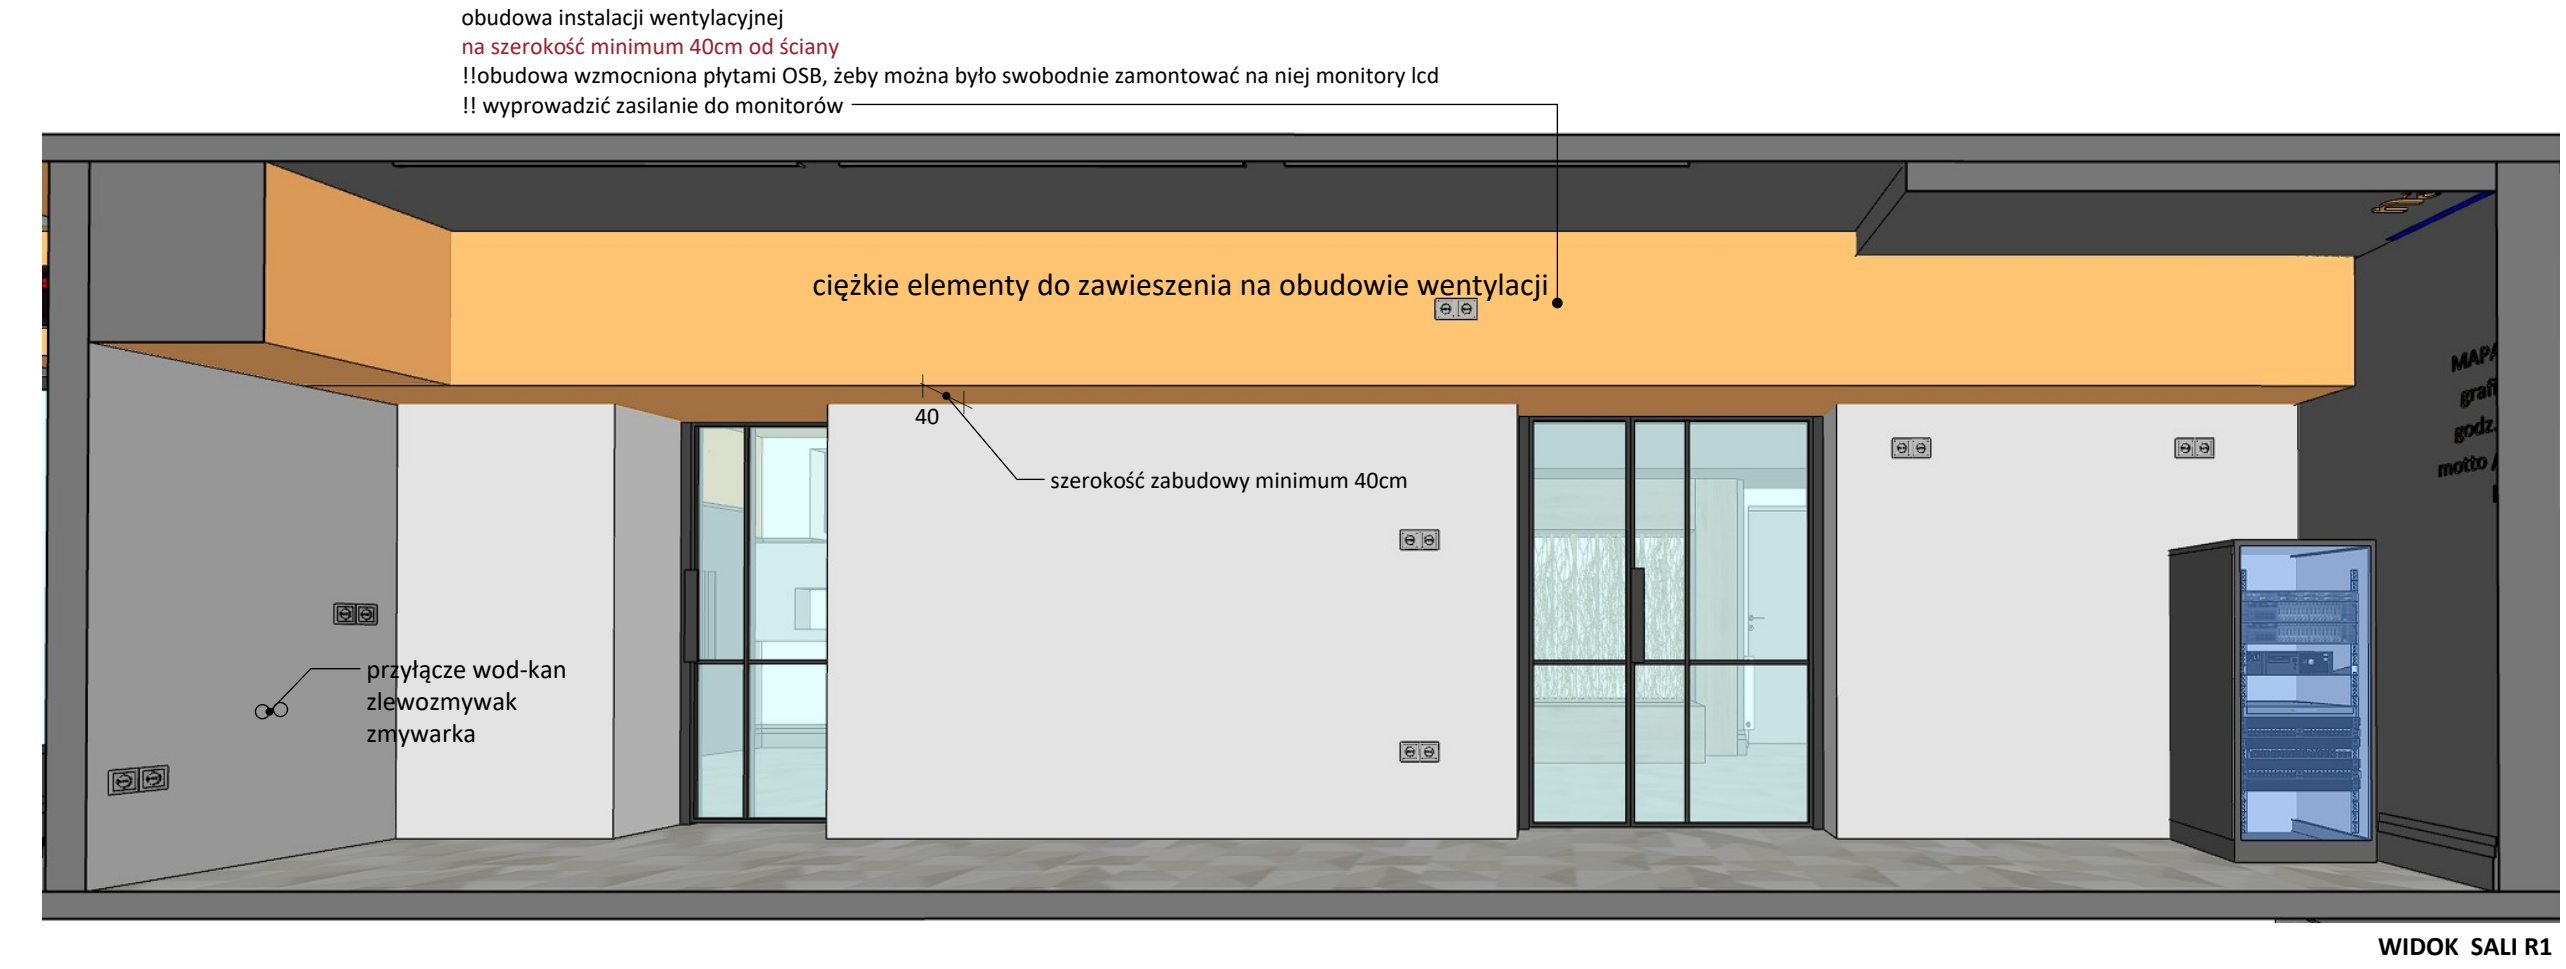 obudowa instalacji wentylacyjnej
na szerokość minimum 40cm od ściany
!!obudowa wzmocniona płytami OSB, żeby można było swobodnie zamontować na niej monitory lcd
!! wyprowadzić zasilanie do monitorów
ciężkie elementy do zawieszenia na obudowie wentylacji
40
szerokość zabudowy minimum 40cm
przyłącze wod-kan
zlewozmywak
zmywarka
godz.
motto
WIDOK SALI R1